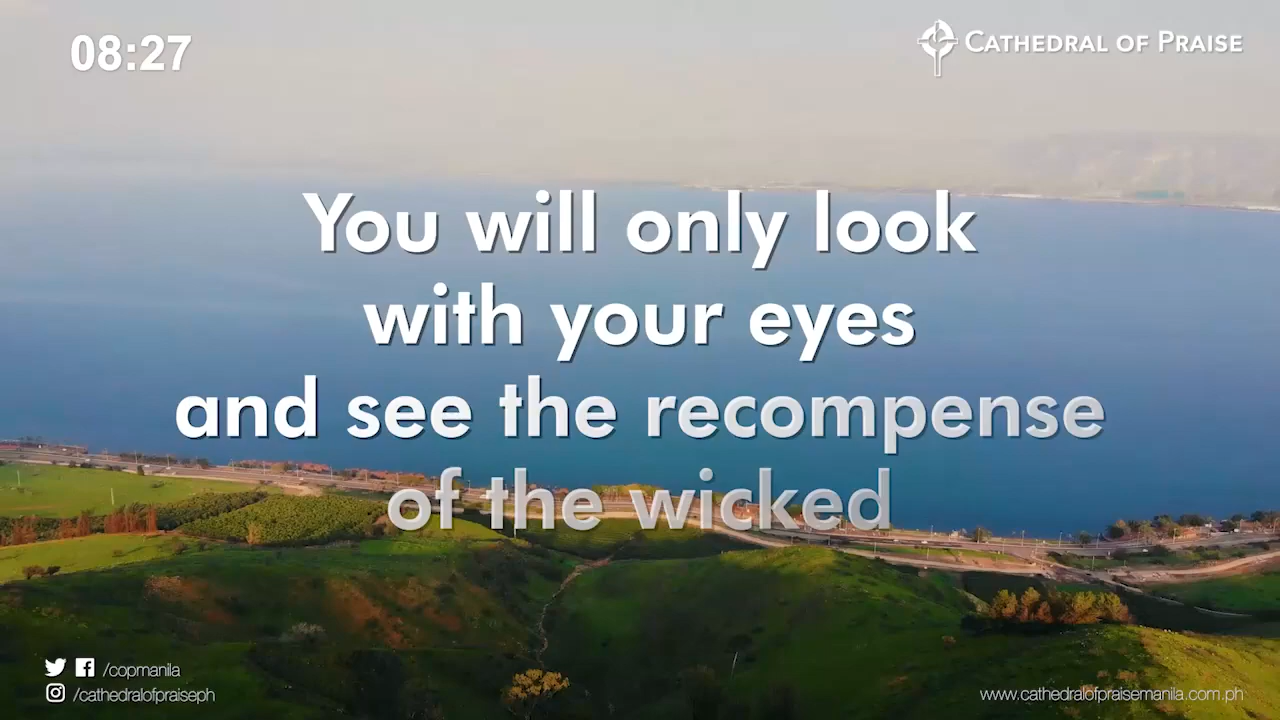 08:27
CATHEDRAL OF PRAISE
You will only look
with your eyes
and see the recompense
of the wicked
/copmanila
/cathedralofpraiseph
www.cathedralofpraisemanila.com.ph